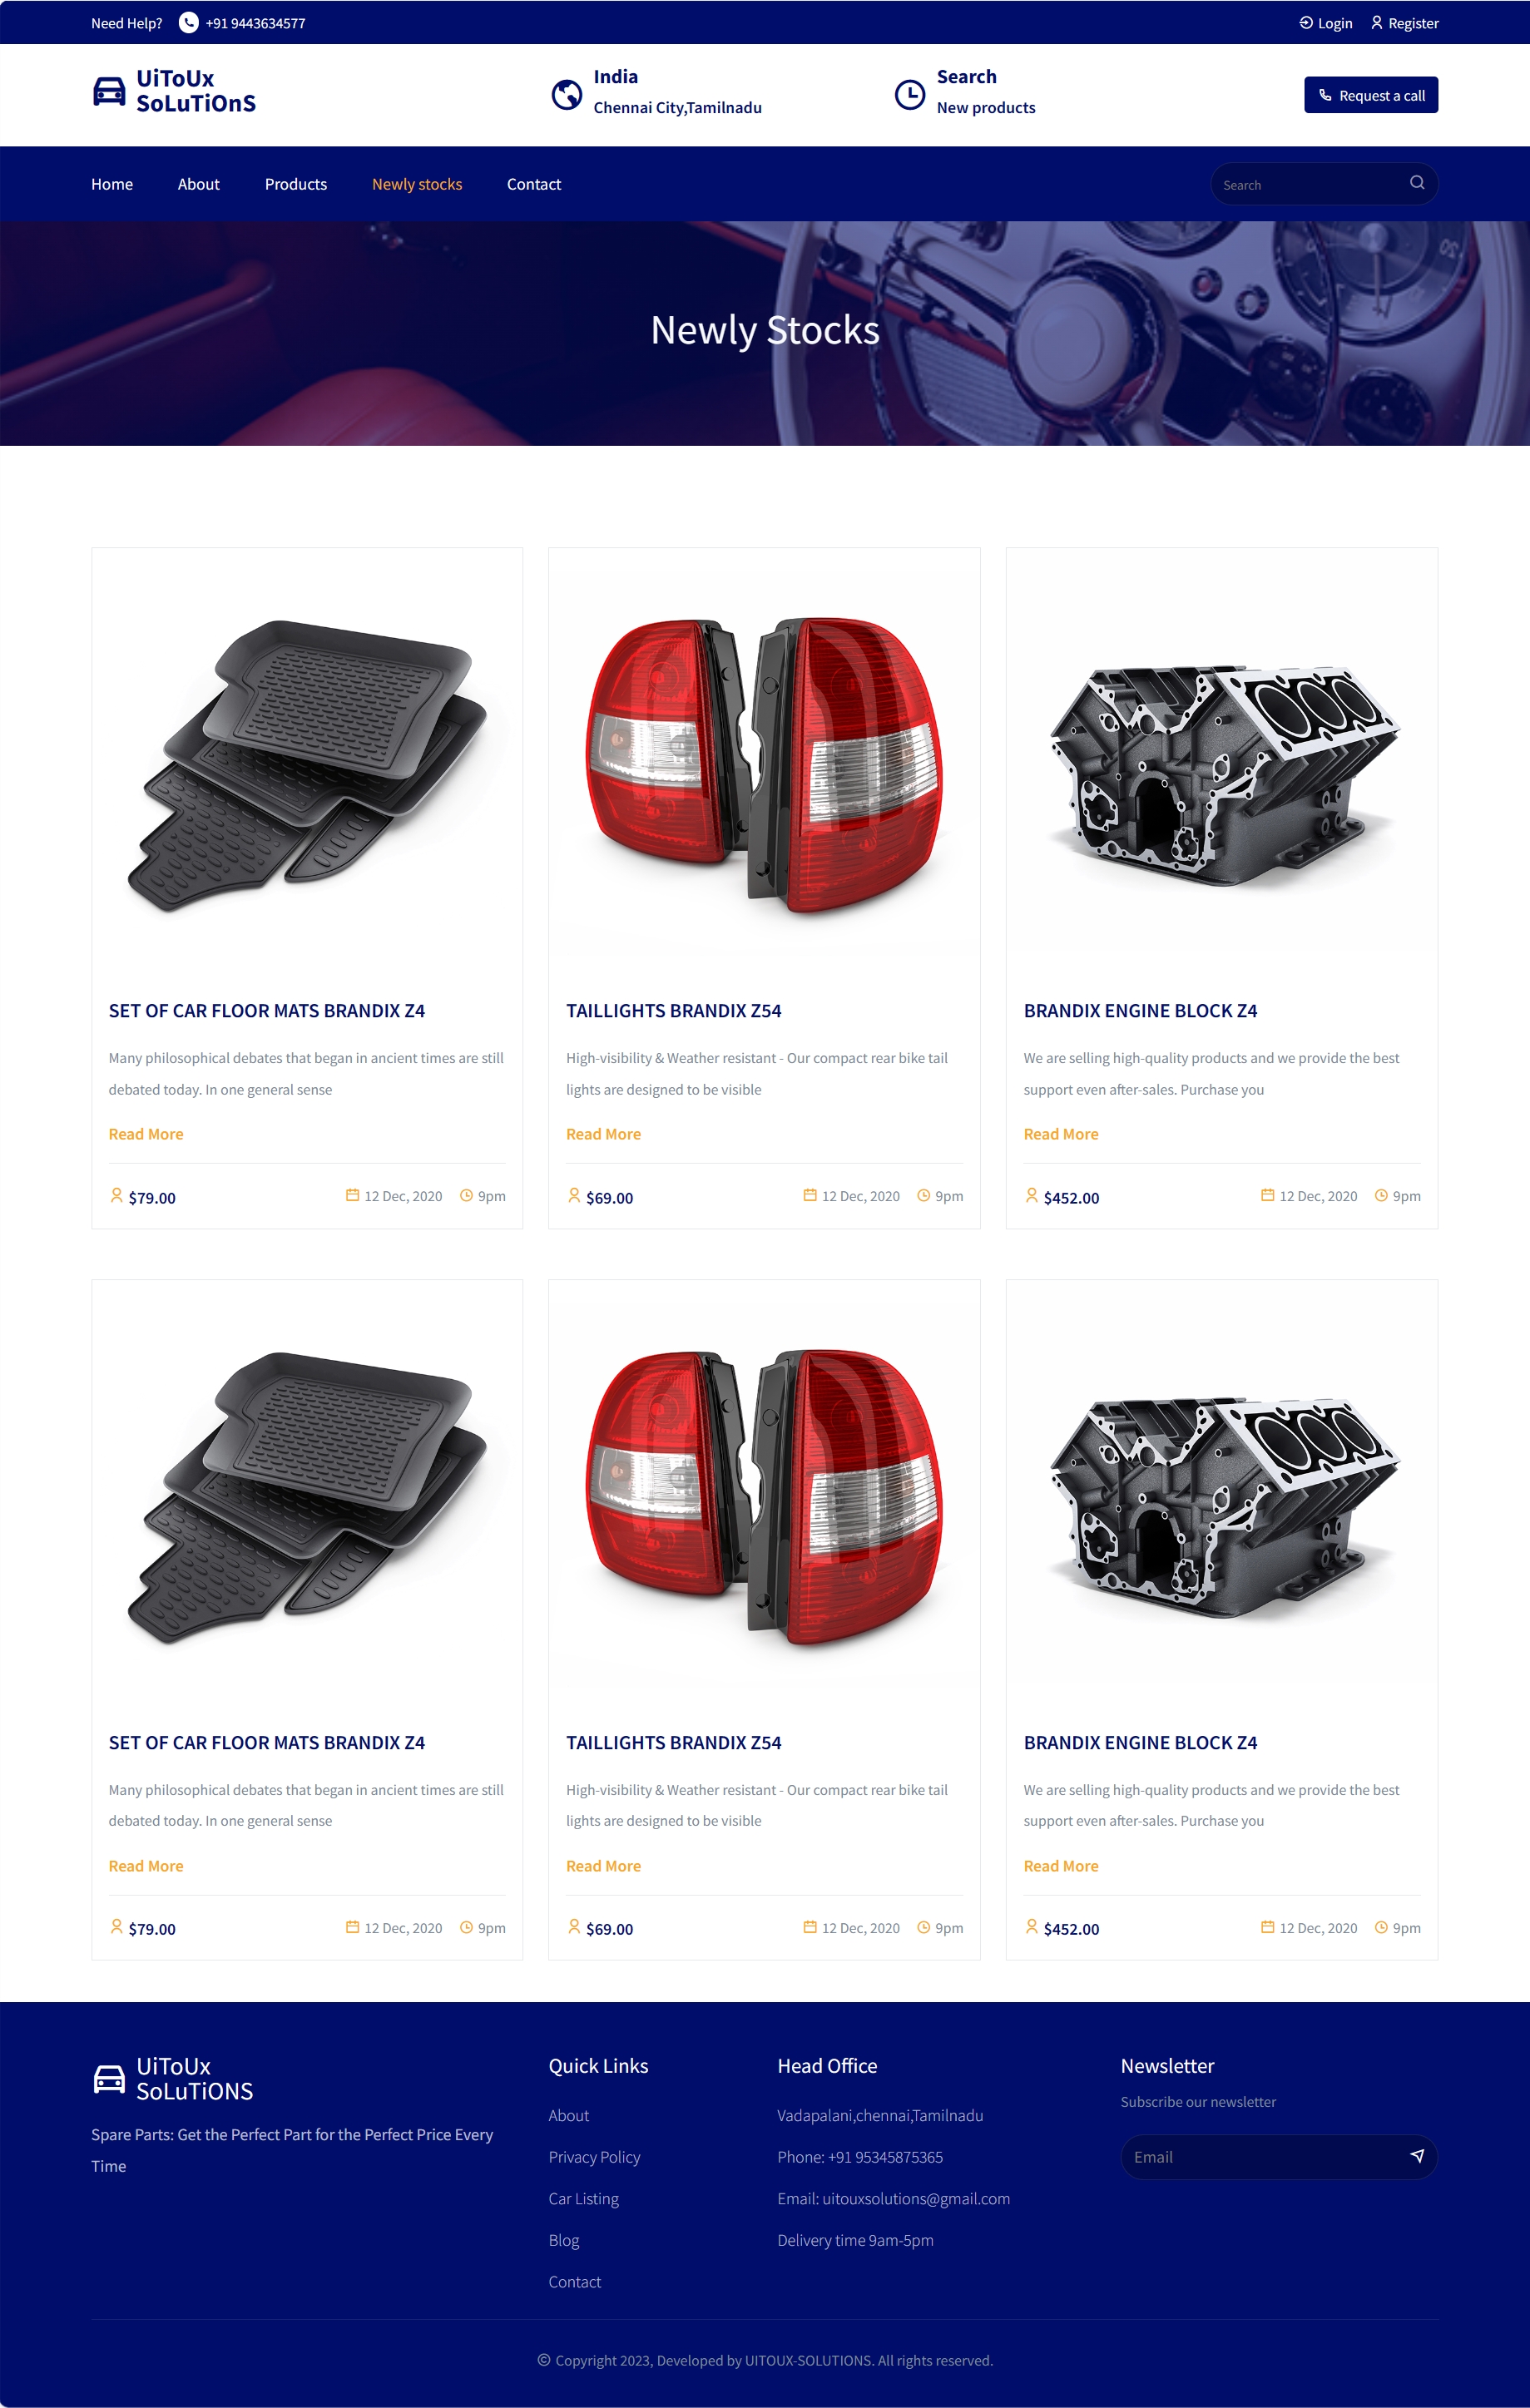 Need Help? +91 9443634577 Login Register
UiToUx
SoLuTiOnS
India
Chennai City,Tamilnadu
Search
New products
Request a call
Home About Products Newly stocks Contact Search
Newly Stocks
SET OF CAR FLOOR MATS BRANDIX Z4
Many philosophical debates that began in ancient times are still
debated today. In one general sense
Read More
$79.00 12 Dec, 2020 9pm
TAILLIGHTS BRANDIX Z54
High-visibility & Weather resistant - Our compact rear bike tail
lights are designed to be visible
Read More
$69.00 12 Dec, 2020 9pm
BRANDIX ENGINE BLOCK Z4
We are selling high-quality products and we provide the best
support even after-sales. Purchase you
Read More
$452.00 12 Dec, 2020 9pm
SET OF CAR FLOOR MATS BRANDIX Z4
Many philosophical debates that began in ancient times are still
debated today. In one general sense
Read More
$79.00 12 Dec, 2020 9pm
TAILLIGHTS BRANDIX Z54
High-visibility & Weather resistant - Our compact rear bike tail
lights are designed to be visible
Read More
$69.00 12 Dec, 2020 9pm
BRANDIX ENGINE BLOCK Z4
We are selling high-quality products and we provide the best
support even after-sales. Purchase you
Read More
$452.00 12 Dec, 2020 9pm
UiToUx
SoLuTiONS
Spare Parts: Get the Perfect Part for the Perfect Price Every
Time
Quick Links
About
Privacy Policy
Car Listing
Blog
Contact
Head Office
Vadapalani,chennai,Tamilnadu
Phone: +91 95345875365
Email: uitouxsolutions@gmail.com
Delivery time 9am-5pm
Newsletter
Subscribe our newsletter
Email
© Copyright 2023, Developed by UITOUX-SOLUTIONS. All rights reserved.